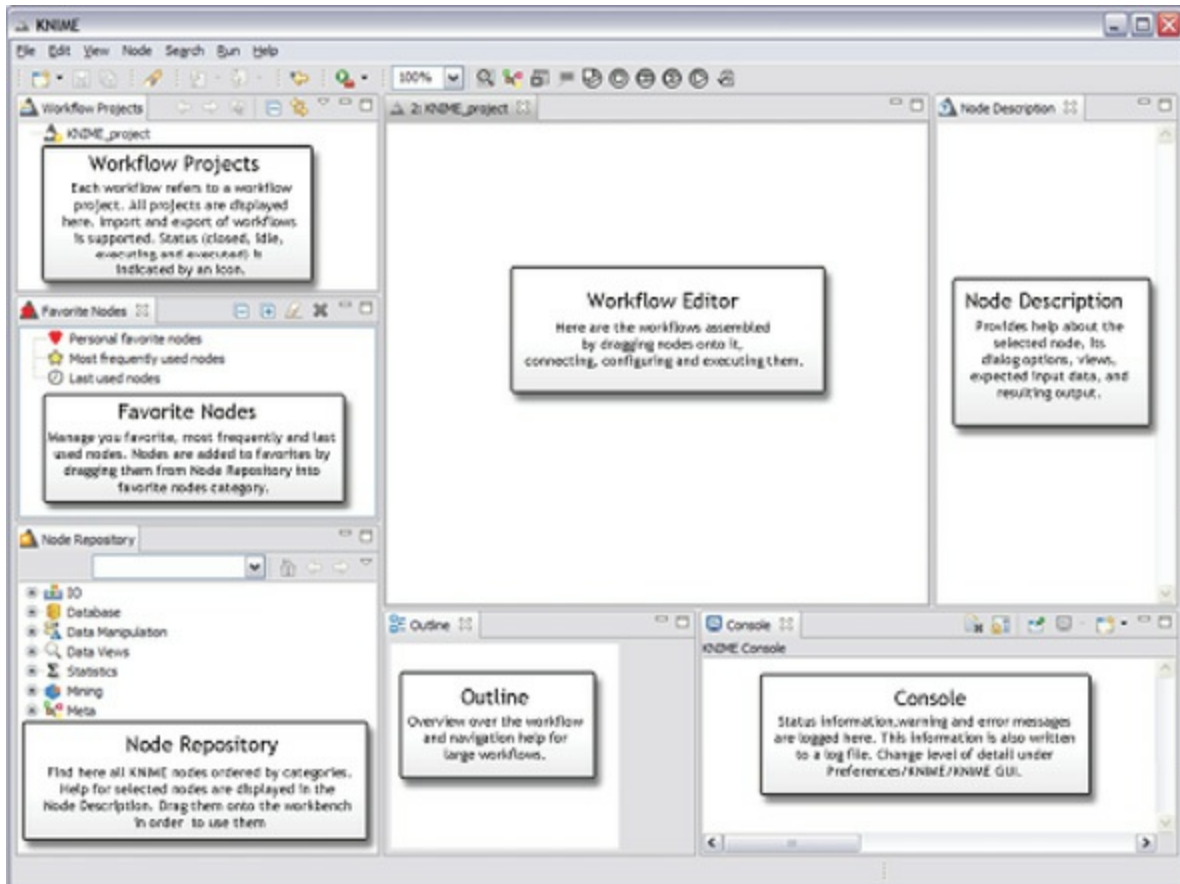 KNIME
File Edit View Node Search Run Help
100%
Workflow Projects
KNIME_project
Workflow Projects
Each workflow refers to a workflow
project. All projects are displayed
here. Import and export of workflows
is supported. Status (closed, idle,
executing and executed) is
indicated by an icon.
Favorite Nodes
Personal favorite nodes
Most frequently used nodes
Last used nodes
Favorite Nodes
Manage you favorite, most frequently and last
used nodes. Nodes are added to favorites by
dragging them from Node Repository into
favorite nodes category.
Node Repository
IO
Database
Data Manipulation
Data Views
Statistics
Mining
Meta
Node Repository
Find here all KNIME nodes ordered by categories.
Help for selected nodes are displayed in the
Node Description. Drag them onto the workbench
in order to use them
2: KNIME_project
Workflow Editor
Here are the workflows assembled
by dragging nodes onto it,
connecting, configuring and executing them.
Node Description
Node Description
Provides help about the
selected node, its
dialog options, views,
expected input data, and
resulting output.
Outline
Outline
Overview over the workflow
and navigation help for
large workflows.
Console
KNIME Console
Console
Status information,warning and error messages
are logged here. This information is also written
to a log file. Change level of detail under
Preferences/KNIME/KNIME GUI.